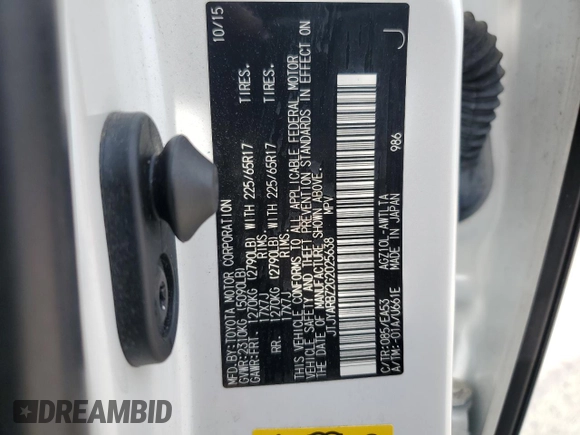 MFD.BY: TOYOTA MOTOR CORPORATION 10/15
GVWR:2310KG (5090LB)
GAWR:FRT. 1270KG (2790LB) WITH 225/65R17 TIRES,
17X7J RIMS,
RR. 1270KG (2790LB) WITH 225/65R17 TIRES,
17X7J RIMS,
THIS VEHICLE CONFORMS TO ALL APPLICABLE FEDERAL MOTOR
VEHICLE SAFETY AND THEFT PREVENTION STANDARDS IN EFFECT ON
THE DATE OF MANUFACTURE SHOWN ABOVE.
JTJYARBZ2G2025638 MPV
C/TR:085/EA53 AGZ10L-AWTLTA J
A/TM:-01A/U661E MADE IN JAPAN 986
DREAMBID